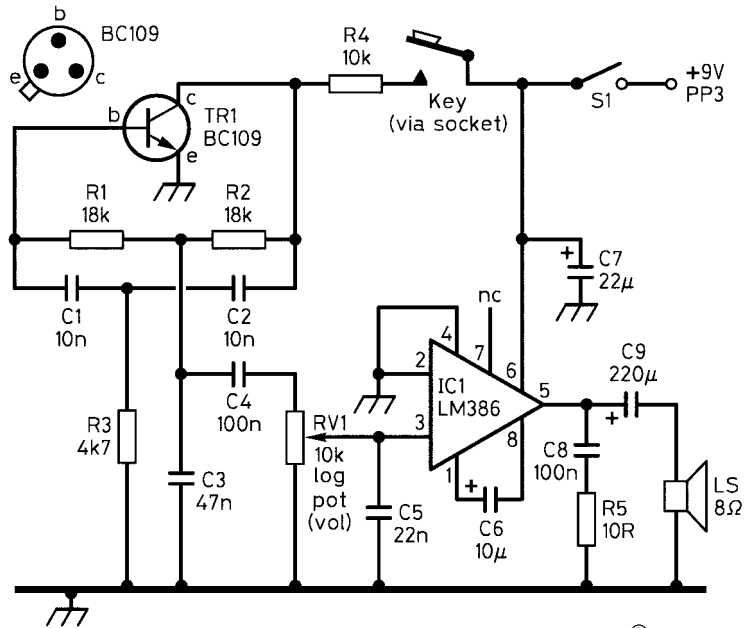 b
BC109
e
c
R4
10k
Key
(via socket)
S1
+9V
PP3
b
c
TR1
BC109
e
R1
18k
R2
18k
C1
10n
C2
10n
+
C7
22μ
nc
4
7
6
2
IC1
LM386
5
3
8
1
C9
220μ
+
C4
100n
R3
4k7
RV1
10k
log
pot
(vol)
C3
47n
C5
22n
+
C6
10μ
C8
100n
R5
10R
LS
8Ω